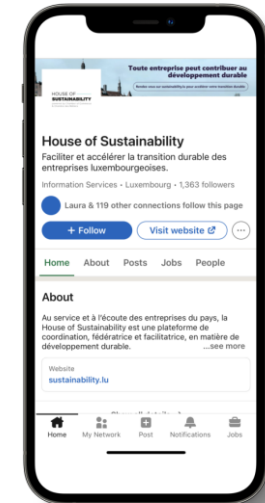 Toute entreprise peut contribuer au
développement durable
HOUSE OF
SUSTAINABILITY
House of Sustainability
Faciliter et accélérer la transition durable des
entreprises luxembourgeoises.
Information Services • Luxembourg • 1,363 followers
Laura & 119 other connections follow this page
+ Follow
Visit website
Home About Posts Jobs People
About
Au service et à l'écoute des entreprises du pays, la
House of Sustainability est une plateforme de
coordination, fédératrice et facilitatrice, en matière de
développement durable. ...see more
Website
sustainability.lu
Home My Network Post Notifications Jobs